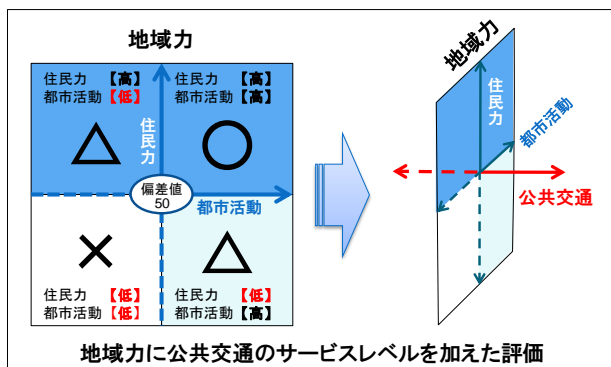 地域力
住民力 【高】
都市活動【低】
住民力 【高】
都市活動【高】
住民力
偏差値
50
都市活動
住民力 【低】
都市活動【低】
住民力 【低】
都市活動【高】
地域力
住民力
都市活動
公共交通
地域力に公共交通のサービスレベルを加えた評価